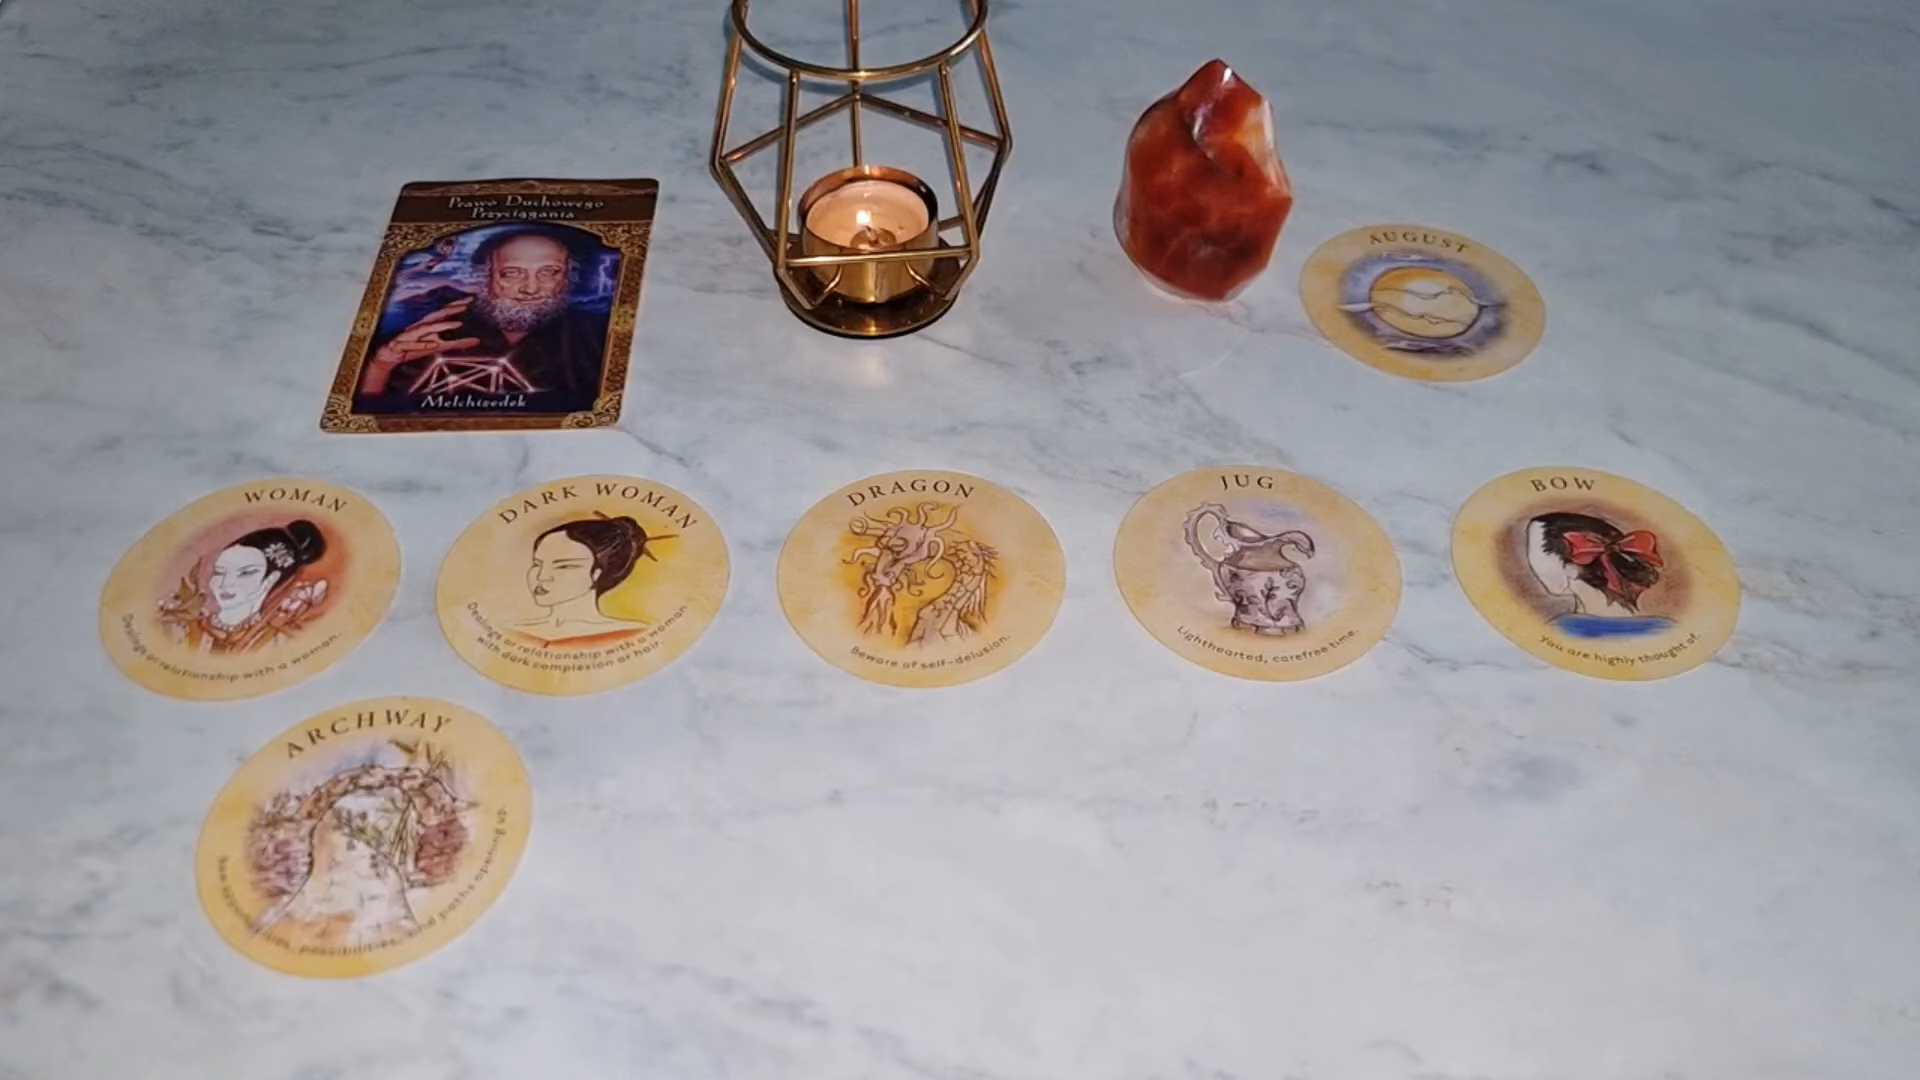 Prawo Duchowego
Przyciągania
Melchizedek
AUGUST
WOMAN
Dealings or relationship with a woman.
DARK WOMAN
Dealings or relationship with a woman
with dark complexion or hair.
DRAGON
Beware of self-delusion.
JUG
Lighthearted, carefree time.
BOW
You are highly thought of.
ARCHWAY
New opportunities, possibilities, and paths opening up.